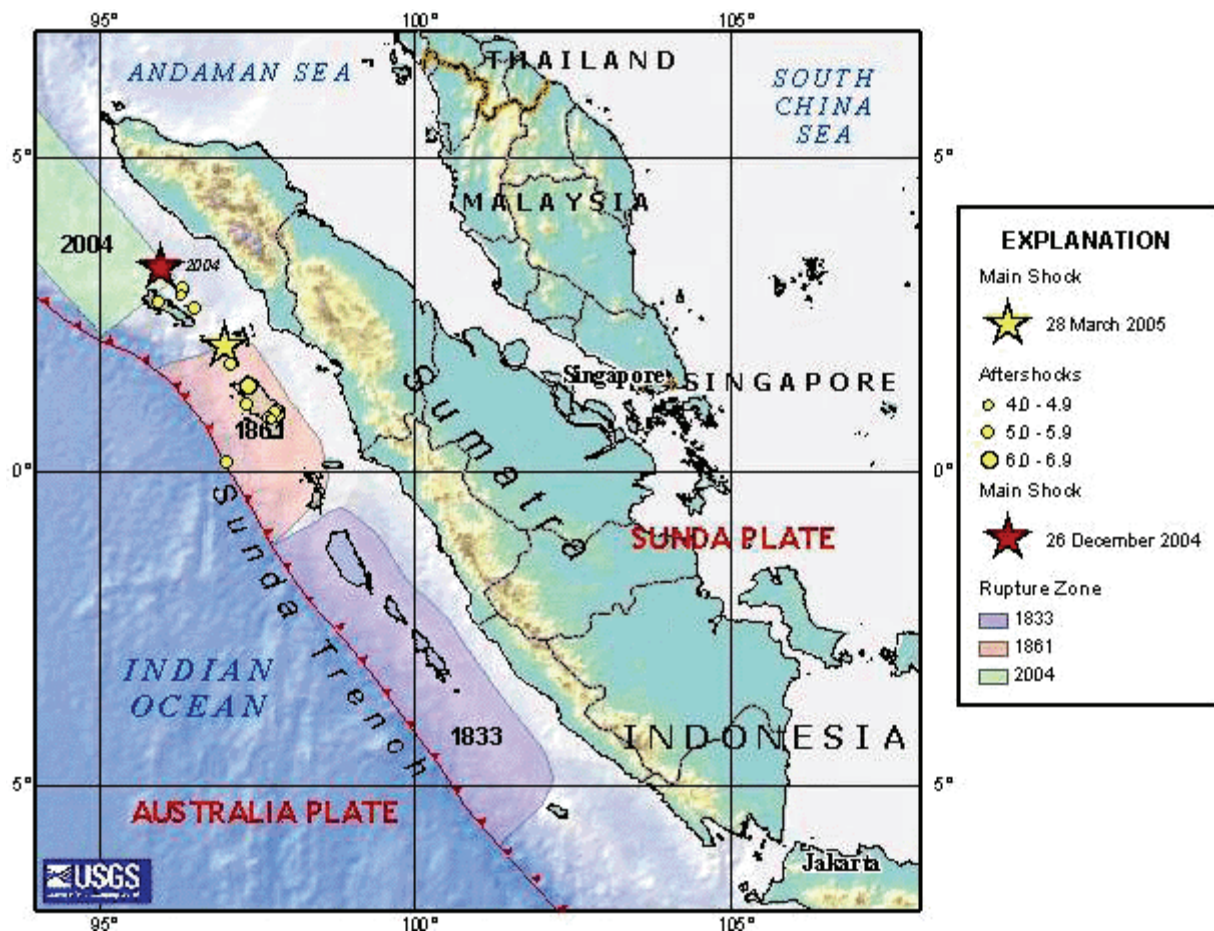 95°
100°
105°
THAILAND
ANDAMAN SEA
SOUTH
CHINA
SEA
5°
5°
MALAYSIA
2004
2004
Singapore
SINGAPORE
Sumatra
1861
0°
0°
SUNDA PLATE
Sunda Trench
INDIAN
OCEAN
1833
INDONESIA
5°
5°
AUSTRALIA PLATE
Jakarta
USGS
95°
100°
105°
EXPLANATION
Main Shock
28 March 2005
Aftershocks
4.0 - 4.9
5.0 - 5.9
6.0 - 6.9
Main Shock
26 December 2004
Rupture Zone
1833
1861
2004